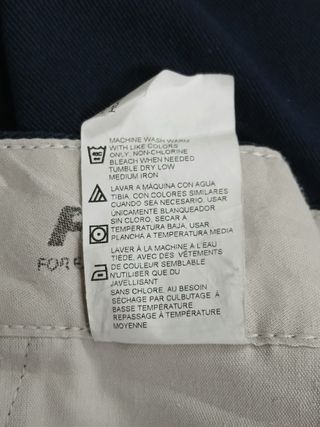 MACHINE WASH WARM
WITH LIKE COLORS
ONLY, NON-CHLORINE
BLEACH WHEN NEEDED
TUMBLE DRY LOW
MEDIUM IRON
LAVAR A MÁQUINA CON AGUA
TIBIA, CON COLORES SIMILARES
CUANDO SEA NECESARIO, USAR
ÚNICAMENTE BLANQUEADOR
SIN CLORO, SECAR A
TEMPERATURA BAJA, USAR
PLANCHA A TEMPERATURA MEDIA
LAVER À LA MACHINE À L'EAU
TIÈDE, AVEC DES VÊTEMENTS
DE COULEUR SEMBLABLE
N'UTILISER QUE DU
JAVELLISANT
SANS CHLORE, AU BESOIN
SÉCHAGE PAR CULBUTAGE, À
BASSE TEMPÉRATURE.
REPASSAGE À TEMPÉRATURE
MOYENNE
FOR